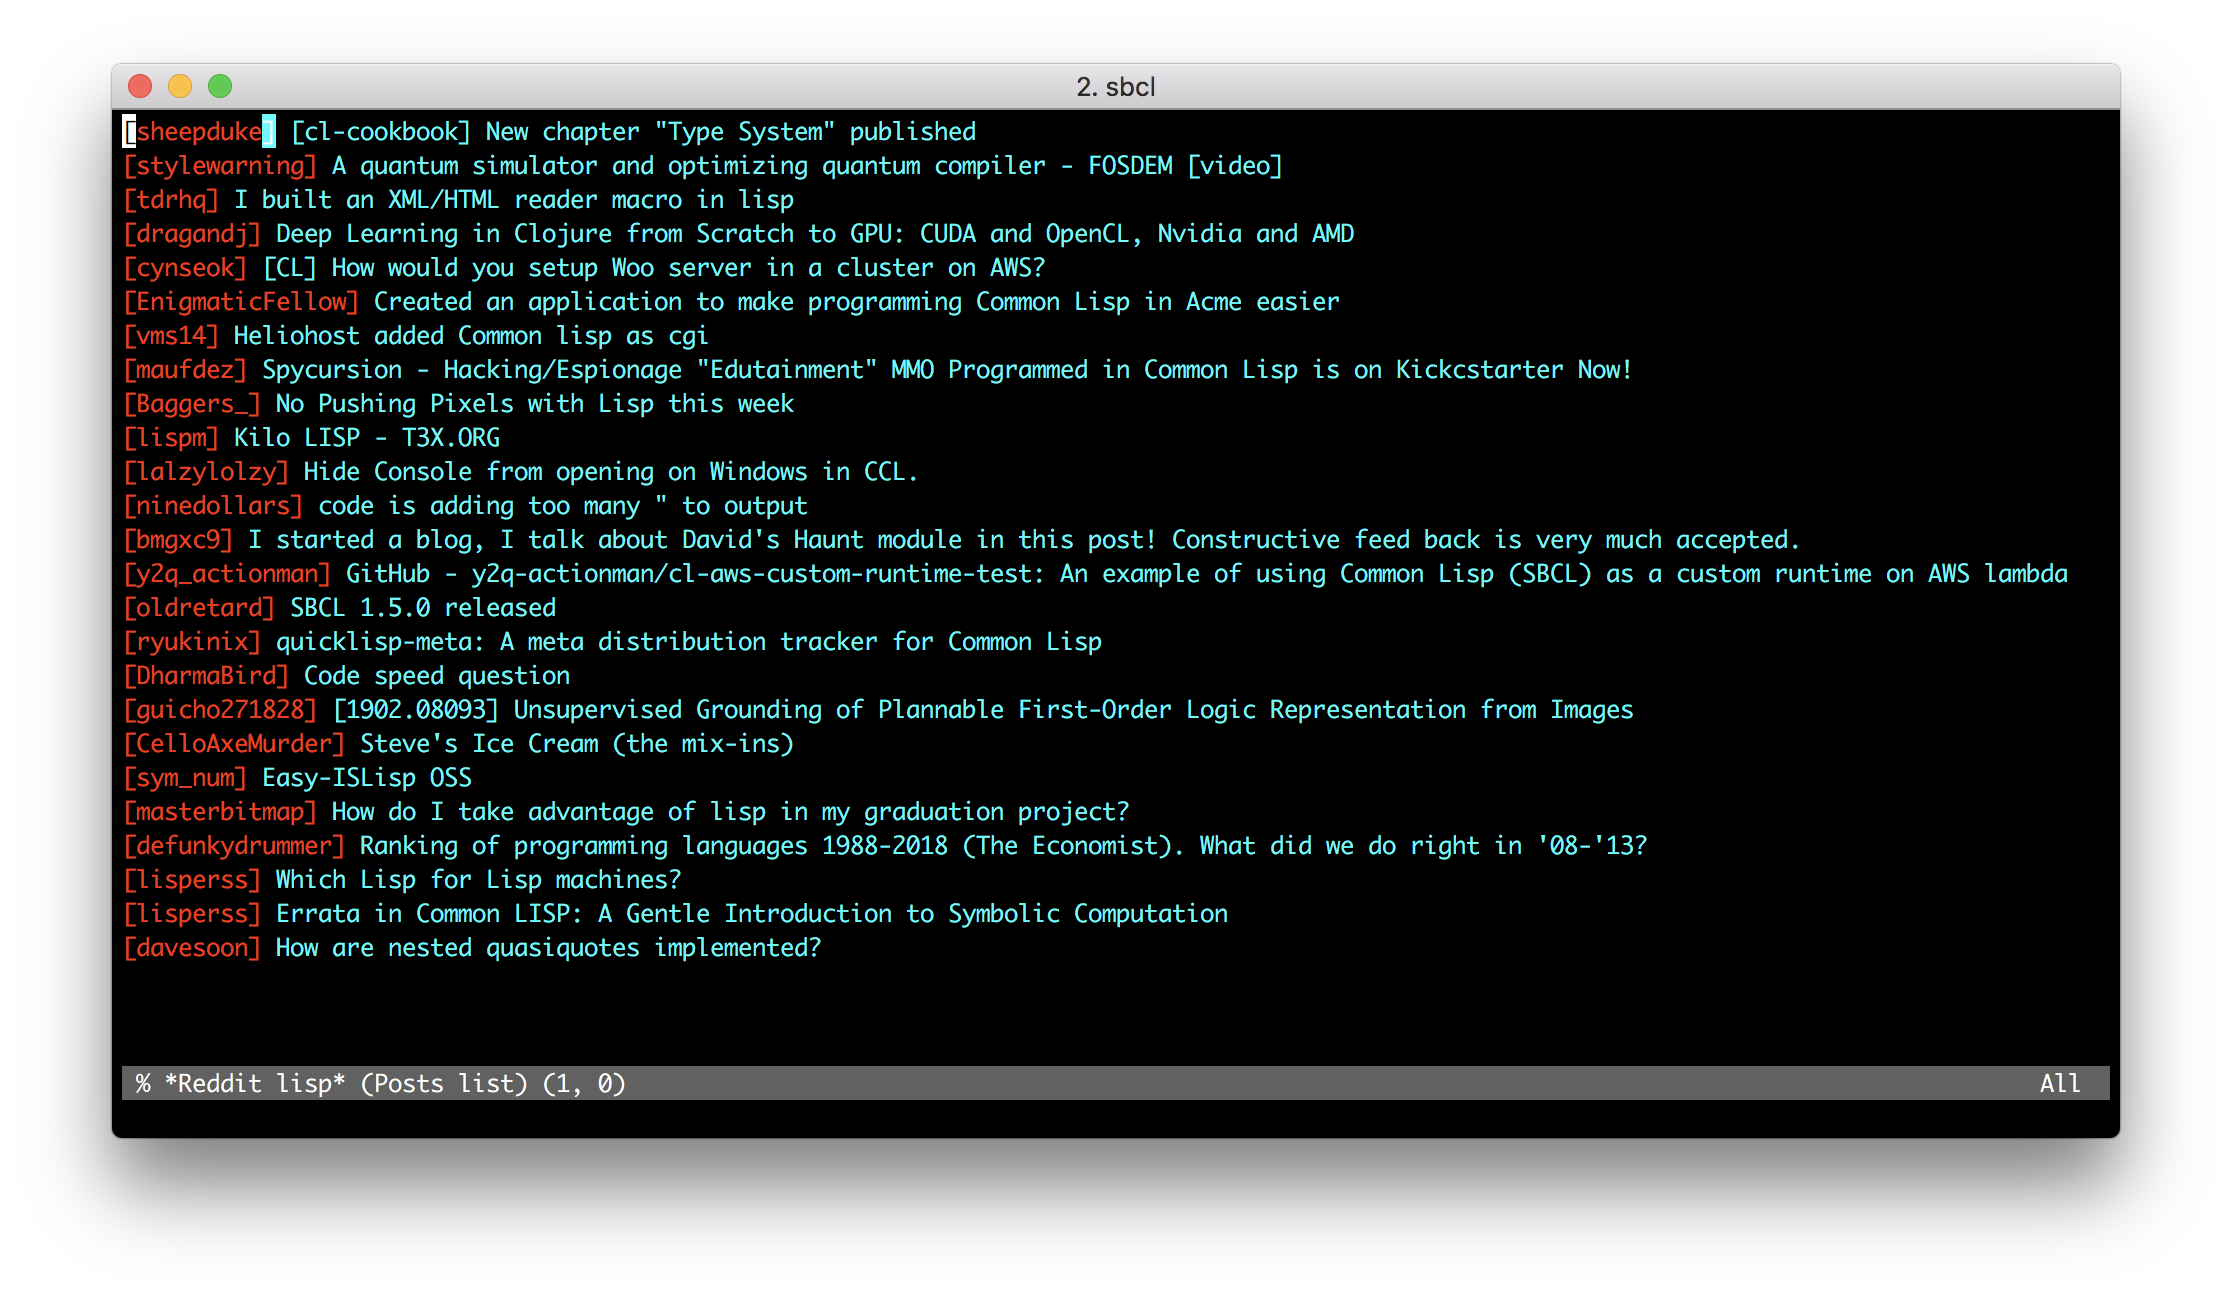 2. sbcl
[sheepduke] [cl-cookbook] New chapter "Type System" published
[stylewarning] A quantum simulator and optimizing quantum compiler - FOSDEM [video]
[tdrhq] I built an XML/HTML reader macro in lisp
[dragandj] Deep Learning in Clojure from Scratch to GPU: CUDA and OpenCL, Nvidia and AMD
[cynseok] [CL] How would you setup Woo server in a cluster on AWS?
[EnigmaticFellow] Created an application to make programming Common Lisp in Acme easier
[vms14] Heliohost added Common lisp as cgi
[maufdez] Spycursion - Hacking/Espionage "Edutainment" MMO Programmed in Common Lisp is on Kickcstarter Now!
[Baggers_] No Pushing Pixels with Lisp this week
[lispm] Kilo LISP - T3X.ORG
[lalzylolzy] Hide Console from opening on Windows in CCL.
[ninedollars] code is adding too many " to output
[bmgxc9] I started a blog, I talk about David's Haunt module in this post! Constructive feed back is very much accepted.
[y2q_actionman] GitHub - y2q-actionman/cl-aws-custom-runtime-test: An example of using Common Lisp (SBCL) as a custom runtime on AWS lambda
[oldretard] SBCL 1.5.0 released
[ryukinix] quicklisp-meta: A meta distribution tracker for Common Lisp
[DharmaBird] Code speed question
[guicho271828] [1902.08093] Unsupervised Grounding of Plannable First-Order Logic Representation from Images
[CelloAxeMurder] Steve's Ice Cream (the mix-ins)
[sym_num] Easy-ISLisp OSS
[masterbitmap] How do I take advantage of lisp in my graduation project?
[defunkydrummer] Ranking of programming languages 1988-2018 (The Economist). What did we do right in '08-'13?
[lisperss] Which Lisp for Lisp machines?
[lisperss] Errata in Common LISP: A Gentle Introduction to Symbolic Computation
[davesoon] How are nested quasiquotes implemented?
% *Reddit lisp* (Posts list) (1, 0) All